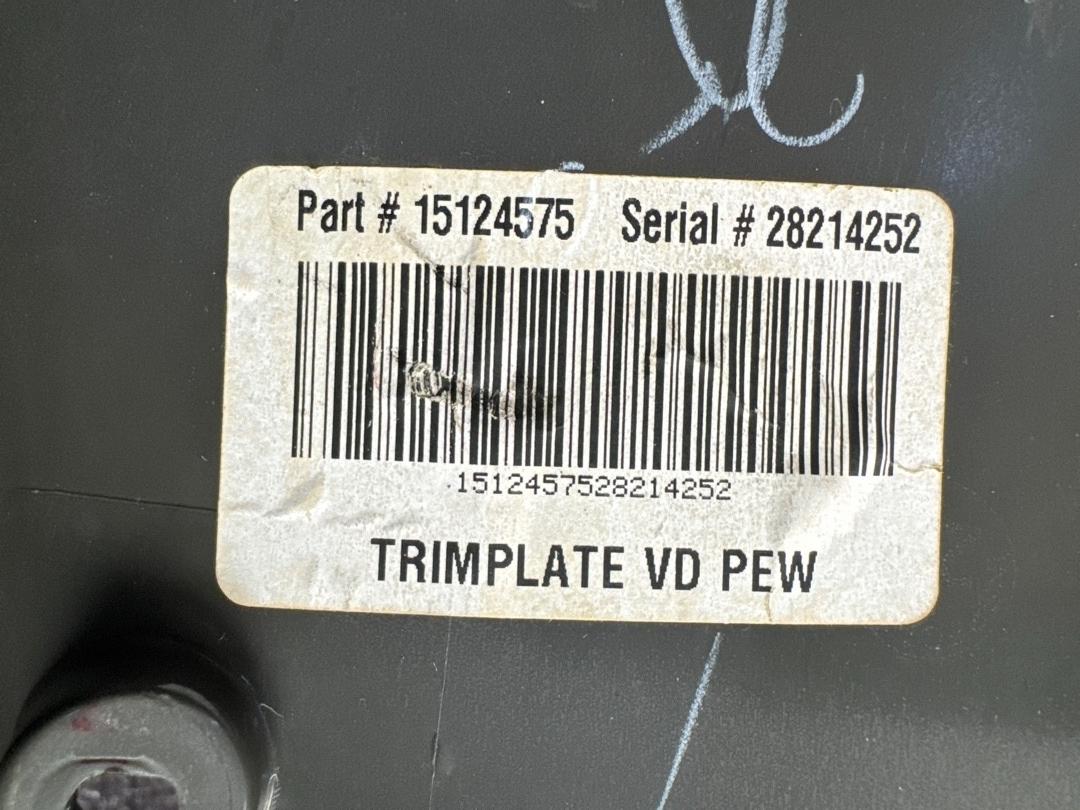 Part # 15124575 Serial # 28214252
1512457528214252
TRIMPLATE VD PEW